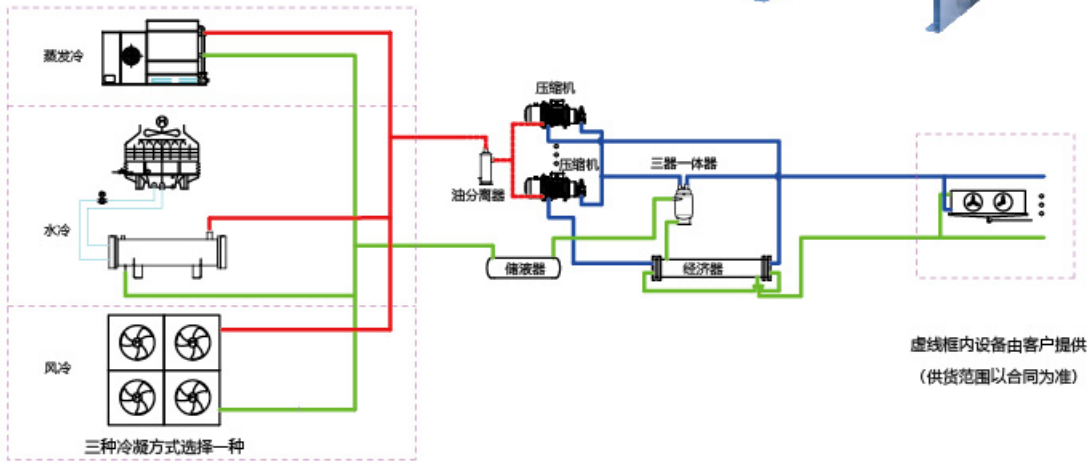 蒸发冷
水冷
风冷
三种冷凝方式选择一种
油分离器
压缩机
压缩机
储液器
三器一体器
经济器
虚线框内设备由客户提供
（供货范围以合同为准）